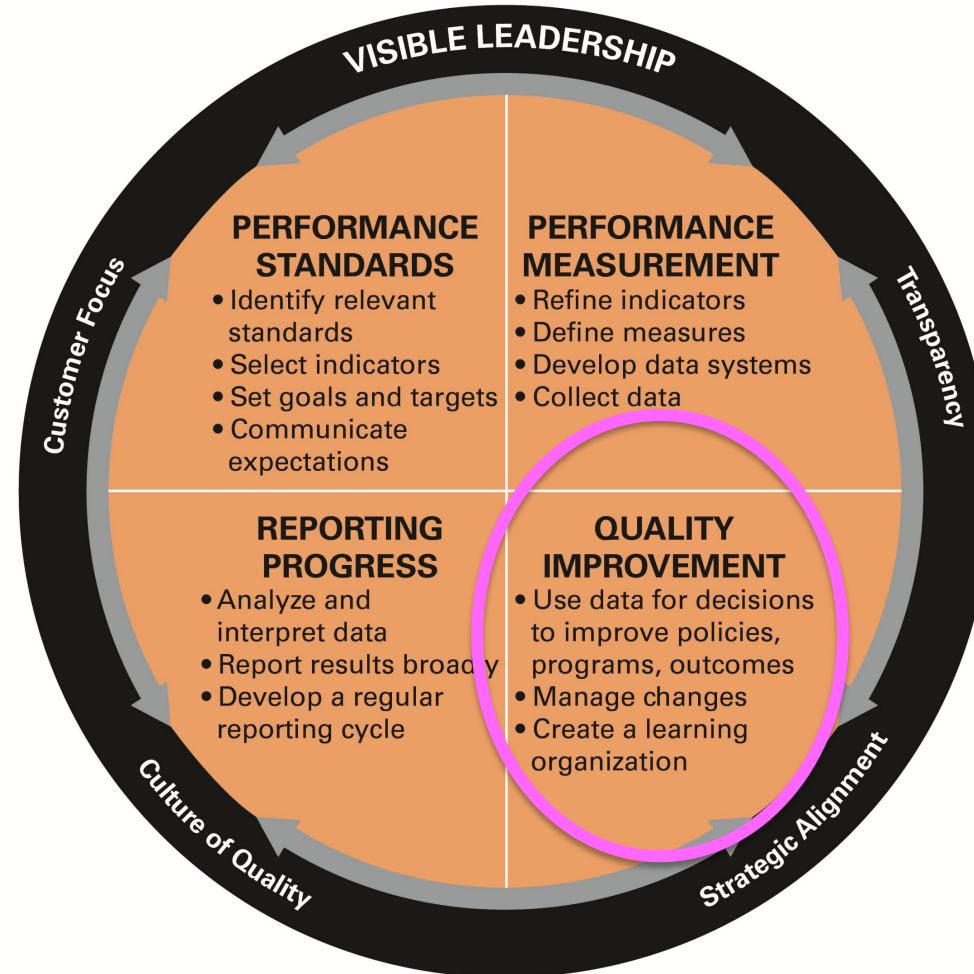 VISIBLE LEADERSHIP
Customer Focus
Transparency
PERFORMANCE
STANDARDS
• Identify relevant
standards
• Select indicators
• Set goals and targets
• Communicate
expectations
PERFORMANCE
MEASUREMENT
• Refine indicators
• Define measures
• Develop data systems
• Collect data
REPORTING
PROGRESS
• Analyze and
interpret data
• Report results broadly
• Develop a regular
reporting cycle
QUALITY
IMPROVEMENT
• Use data for decisions
to improve policies,
programs, outcomes
• Manage changes
• Create a learning
organization
Culture of Quality
Strategic Alignment